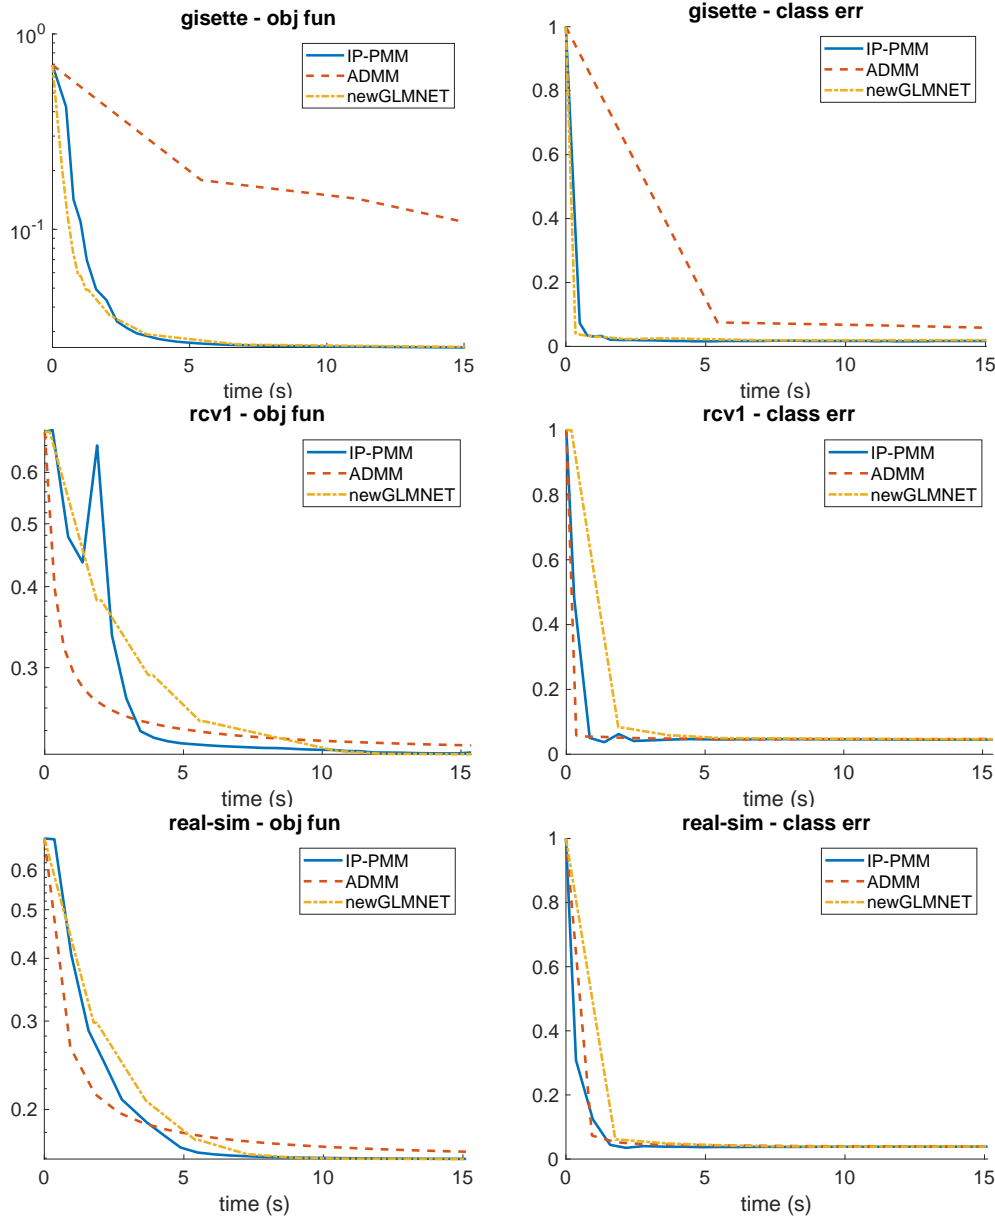 gisette - obj fun
10^0
10^-1
IP-PMM
ADMM
newGLMNET
0 5 10 15
time (s)
gisette - class err
1
0.8
0.6
0.4
0.2
0
IP-PMM
ADMM
newGLMNET
0 5 10 15
time (s)
rcv1 - obj fun
0.6
0.5
0.4
0.3
IP-PMM
ADMM
newGLMNET
0 5 10 15
time (s)
rcv1 - class err
1
0.8
0.6
0.4
0.2
0
IP-PMM
ADMM
newGLMNET
0 5 10 15
time (s)
real-sim - obj fun
0.6
0.5
0.4
0.3
0.2
IP-PMM
ADMM
newGLMNET
0 5 10 15
time (s)
real-sim - class err
1
0.8
0.6
0.4
0.2
0
IP-PMM
ADMM
newGLMNET
0 5 10 15
time (s)